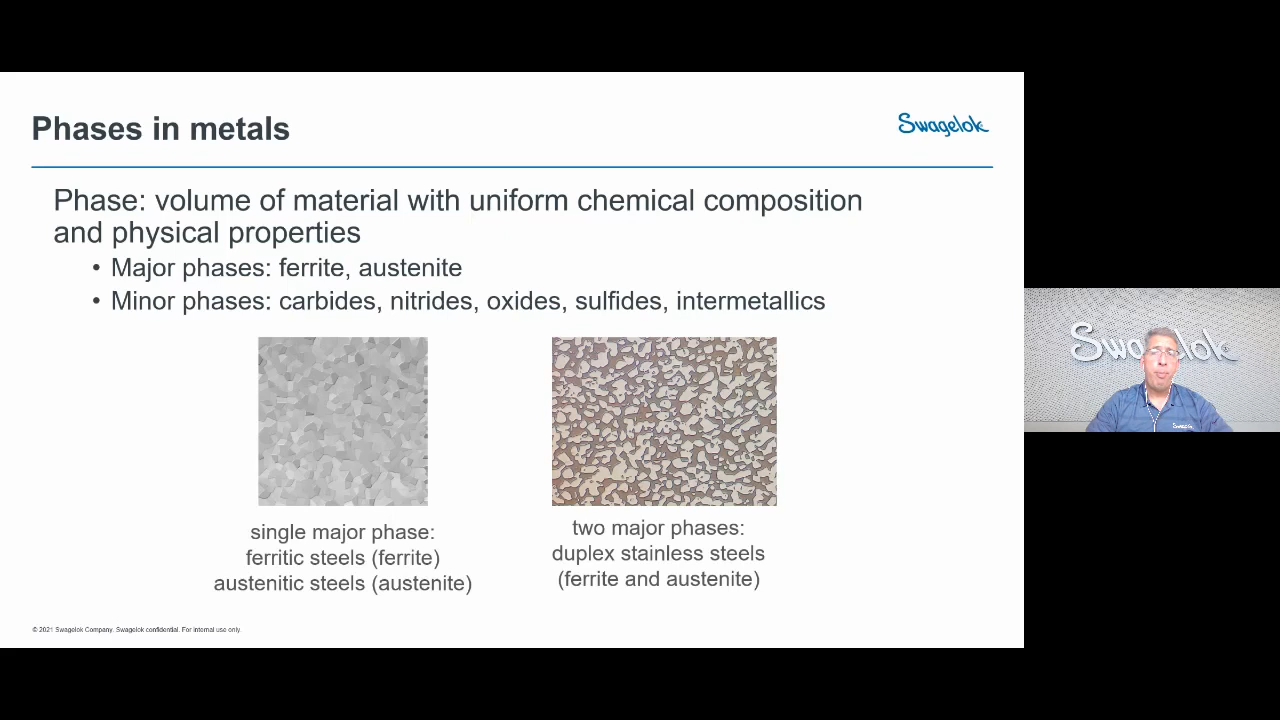 Phases in metals
Swagelok
Phase: volume of material with uniform chemical composition
and physical properties
• Major phases: ferrite, austenite
• Minor phases: carbides, nitrides, oxides, sulfides, intermetallics
single major phase:
ferritic steels (ferrite)
austenitic steels (austenite)
two major phases:
duplex stainless steels
(ferrite and austenite)
© 2021 Swagelok Company. Swagelok confidential. For internal use only.
Swagelok